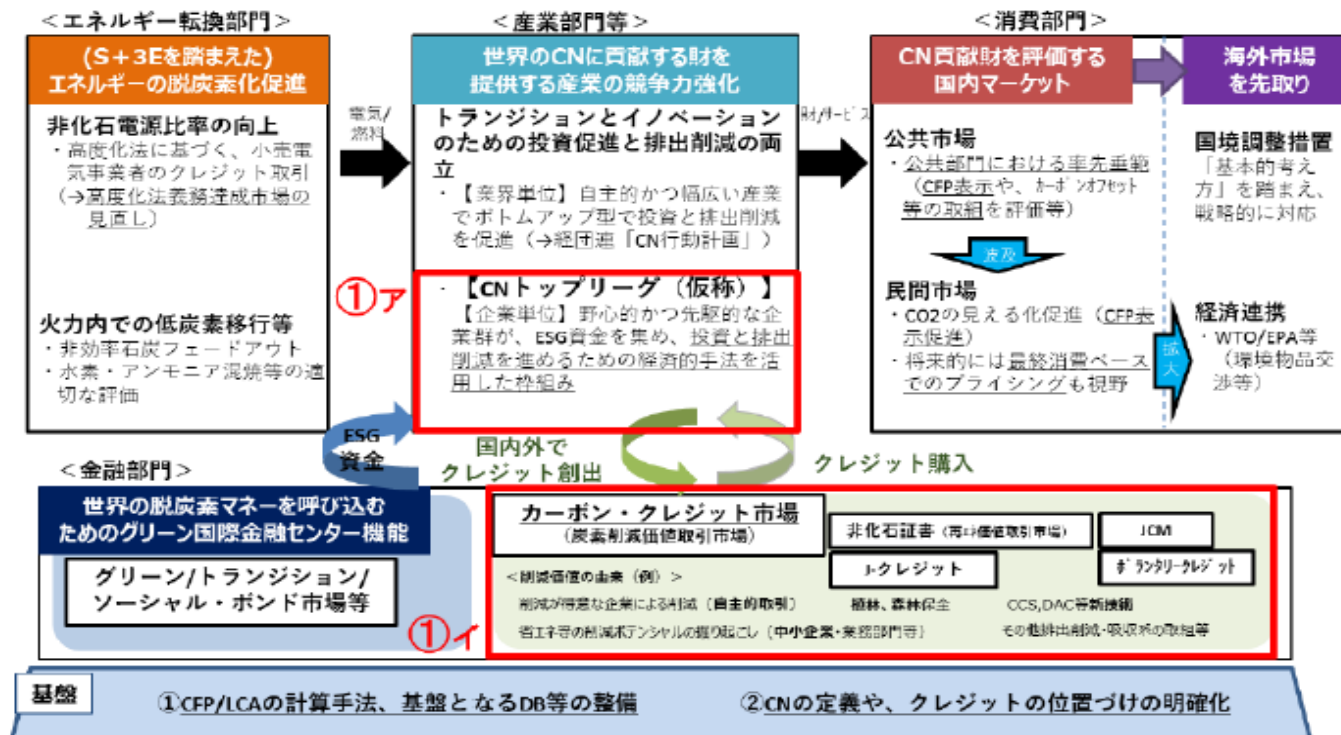 <エネルギー転換部門>
(S+3Eを踏まえた)
エネルギーの脱炭素化促進
非化石電源比率の向上
・高度化法に基づく、小売電
気事業者のクレジット取引
(→高度化法義務達成市場の
見直し)
火力内での低炭素移行等
・非効率石炭フェードアウト
・水素・アンモニア混焼等の適
切な評価
電気/
燃料
<産業部門等>
世界のCNに貢献する財を
提供する産業の競争力強化
トランジションとイノベーション
のための投資促進と排出削減の両
立
・【業界単位】自主的かつ幅広い産業
でボトムアップ型で投資と排出削減
を促進(→経団連「CN行動計画」)
①ア
・【CNトップリーグ(仮称)】
【企業単位】野心的かつ先駆的な企
業群が、ESG資金を集め、投資と排出
削減を進めるための経済的手法を活
用した枠組み
財/サービス
<消費部門>
CN貢献財を評価する
国内マーケット
海外市場
を先取り
公共市場
・公共部門における率先垂範
(CFP表示や、カーボンオフセット
等の取組を評価等)
波及
民間市場
・CO2の見える化促進(CFP表
示促進)
・将来的には最終消費ベース
でのプライシングも視野
拡大
国境調整措置
「基本的考え
方」を踏まえ、
戦略的に対応
経済連携
・WTO/EPA等
(環境物品交
渉等)
ESG
資金
国内外で
クレジット創出
クレジット購入
<金融部門>
世界の脱炭素マネーを呼び込む
ためのグリーン国際金融センター機能
グリーン/トランジション/
ソーシャル・ボンド市場等
①イ
カーボン・クレジット市場
(炭素削減価値取引市場)
非化石証書(再エネ価値取引市場)
JCM
J-クレジット
ボランタリークレジット
<削減価値の由来(例)>
削減が得意な企業による削減(自主的取引)
植林、森林保全
CCS,DAC等新技術
省エネ等の削減ポテンシャルの掘り起こし(中小企業・業務部門等)
その他排出削減・吸収系の取組等
基盤
①CFP/LCAの計算手法、基盤となるDB等の整備
②CNの定義や、クレジットの位置づけの明確化